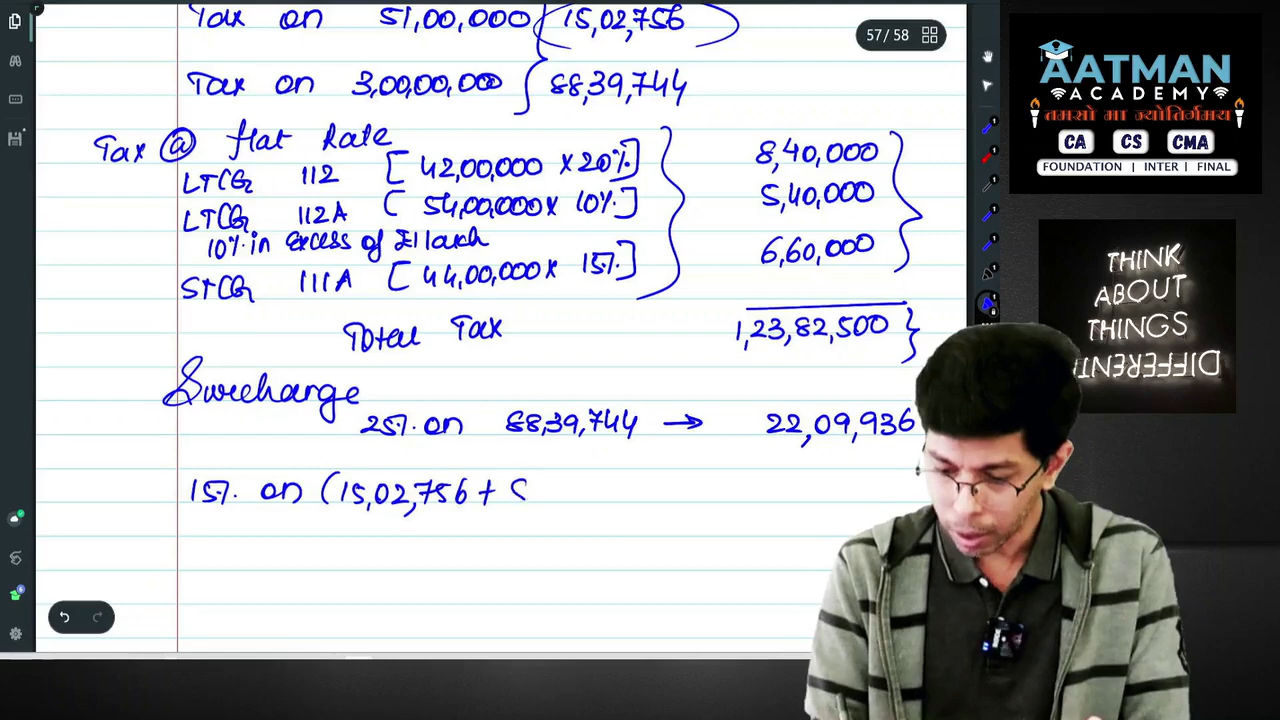 Tax on 51,00,000 15,02,756
Tax on 3,00,00,000 88,39,744
Tax @ flat Rate
LTCG 112 [42,00,000 × 20%] 8,40,000
LTCG 112A [54,00,000 × 10%] 5,40,000
10% in excess of ₹1 Lakh
STCG 111A [44,00,000 × 15%] 6,60,000
Total Tax 1,23,82,500
Surcharge
25% on 88,39,744 → 22,09,936
15% on (15,02,756 +
57/58
AATMAN
ACADEMY
तमसो मा ज्योतिर्गमय
CA CS CMA
FOUNDATION | INTER | FINAL
THINK
ABOUT
THINGS
DIFFERENT